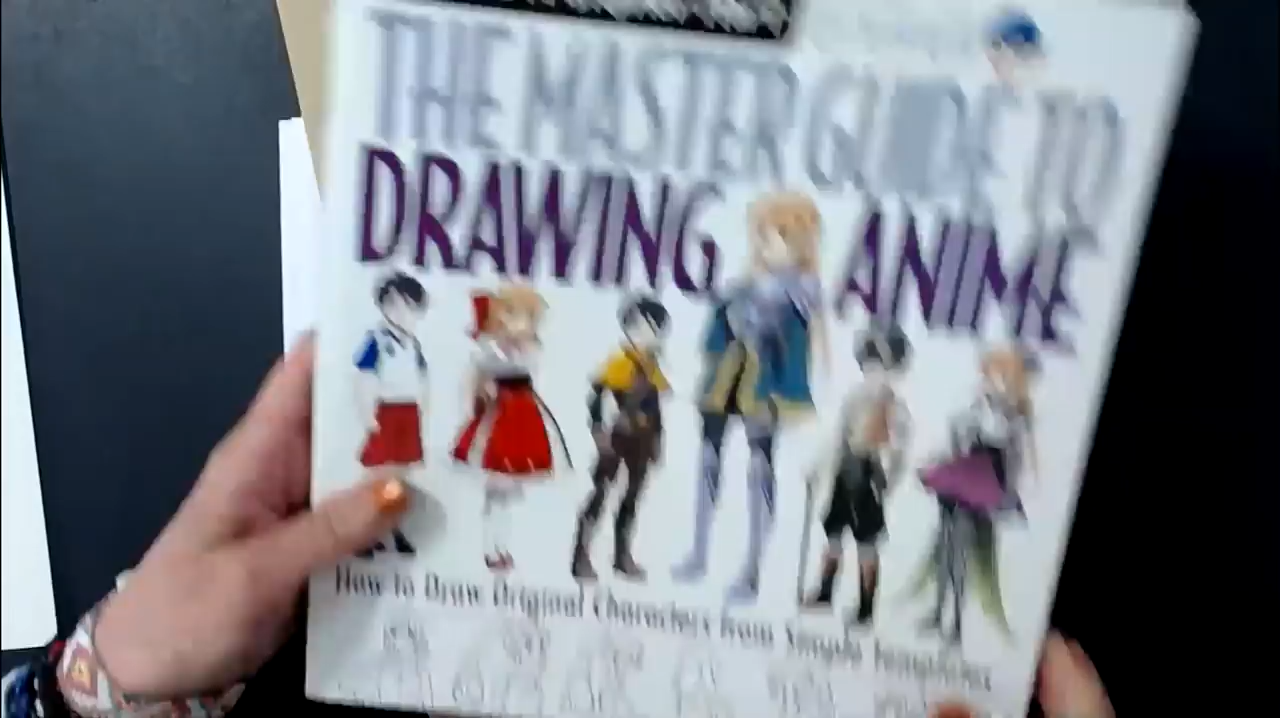 THE MASTER GUIDE TO
DRAWING ANIME
How to Draw Original Characters from Simple Templates